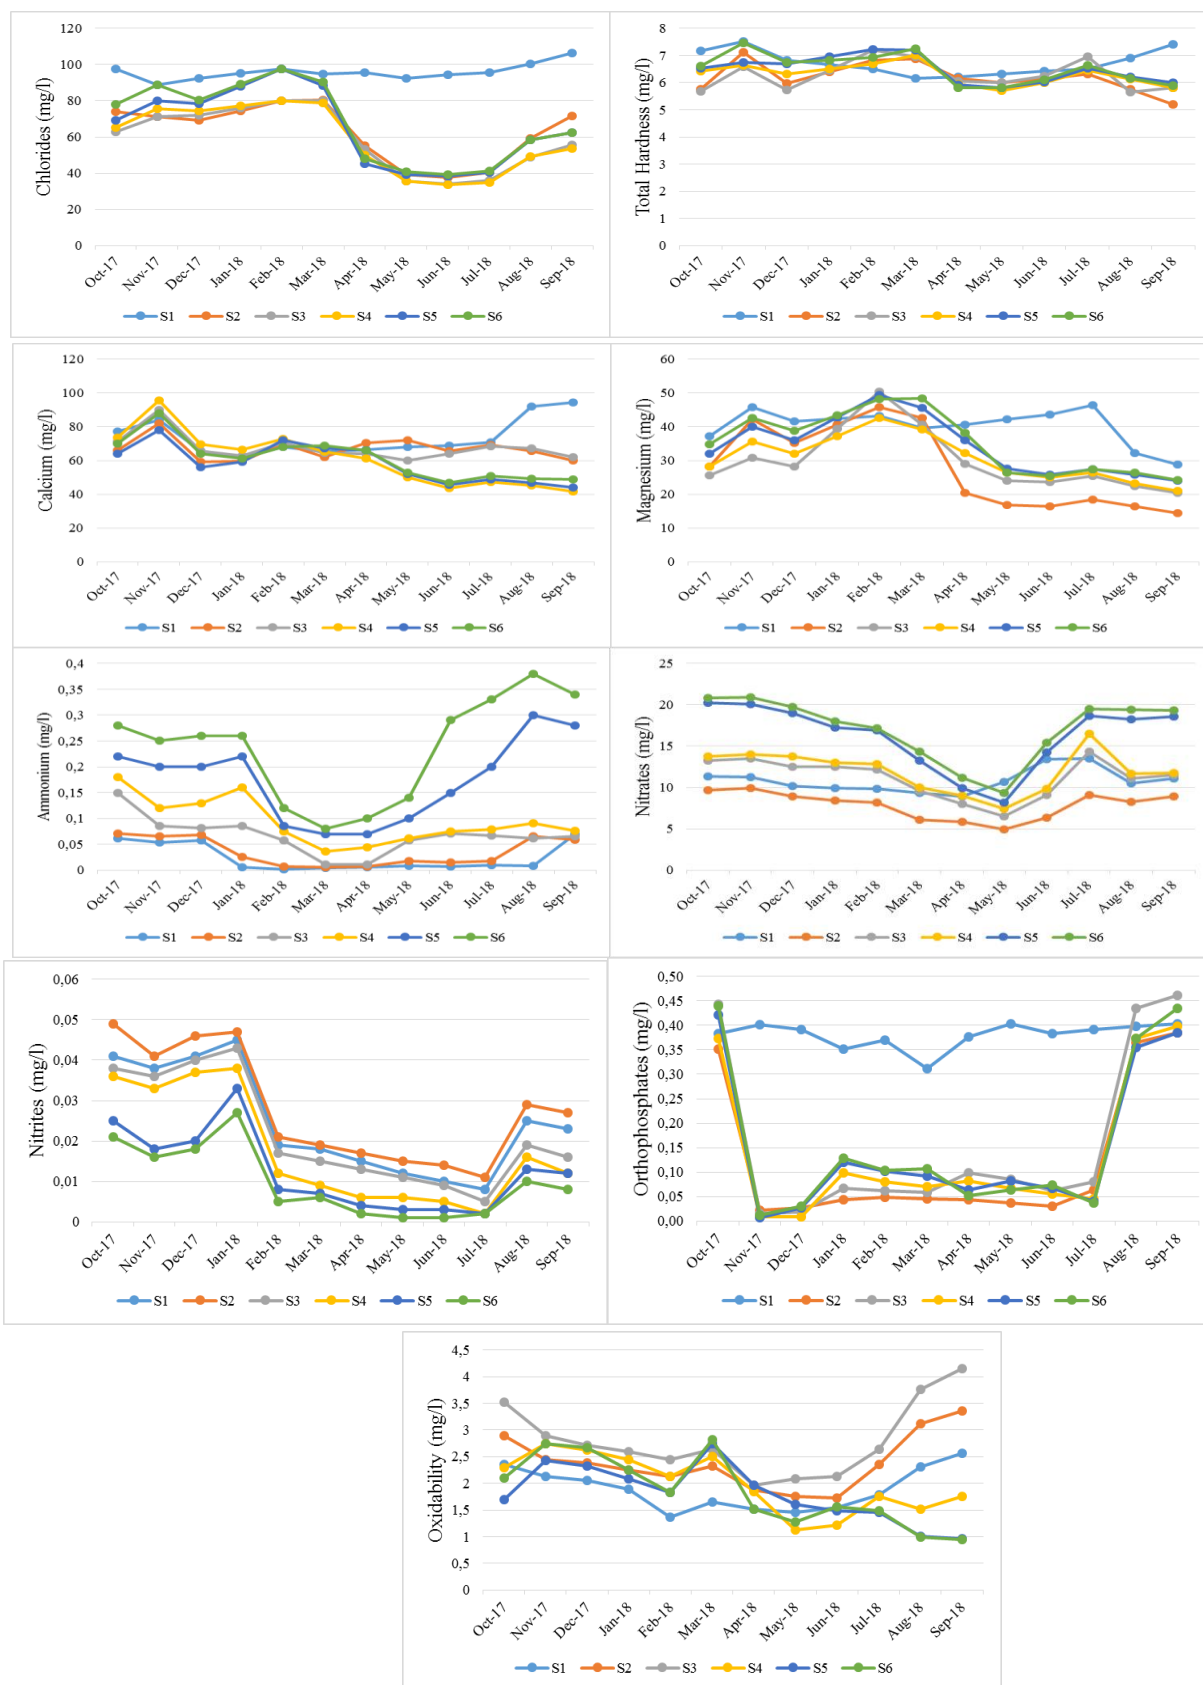 Chlorides (mg/l)
120
100
80
60
40
20
0
Oct-17 Nov-17 Dec-17 Jan-18 Feb-18 Mar-18 Apr-18 May-18 Jun-18 Jul-18 Aug-18 Sep-18
S1 S2 S3 S4 S5 S6
Total Hardness (mg/l)
8
7
6
5
4
3
2
1
0
Oct-17 Nov-17 Dec-17 Jan-18 Feb-18 Mar-18 Apr-18 May-18 Jun-18 Jul-18 Aug-18 Sep-18
S1 S2 S3 S4 S5 S6
Calcium (mg/l)
120
100
80
60
40
20
0
Oct-17 Nov-17 Dec-17 Jan-18 Feb-18 Mar-18 Apr-18 May-18 Jun-18 Jul-18 Aug-18 Sep-18
S1 S2 S3 S4 S5 S6
Magnesium (mg/l)
60
50
40
30
20
10
0
Oct-17 Nov-17 Dec-17 Jan-18 Feb-18 Mar-18 Apr-18 May-18 Jun-18 Jul-18 Aug-18 Sep-18
S1 S2 S3 S4 S5 S6
Ammonium (mg/l)
0,4
0,35
0,3
0,25
0,2
0,15
0,1
0,05
0
Oct-17 Nov-17 Dec-17 Jan-18 Feb-18 Mar-18 Apr-18 May-18 Jun-18 Jul-18 Aug-18 Sep-18
S1 S2 S3 S4 S5 S6
Nitrates (mg/l)
25
20
15
10
5
0
Oct-17 Nov-17 Dec-17 Jan-18 Feb-18 Mar-18 Apr-18 May-18 Jun-18 Jul-18 Aug-18 Sep-18
S1 S2 S3 S4 S5 S6
Nitrites (mg/l)
0,06
0,05
0,04
0,03
0,02
0,01
0
Oct-17 Nov-17 Dec-17 Jan-18 Feb-18 Mar-18 Apr-18 May-18 Jun-18 Jul-18 Aug-18 Sep-18
S1 S2 S3 S4 S5 S6
Orthophosphates (mg/l)
0,50
0,45
0,40
0,35
0,30
0,25
0,20
0,15
0,10
0,05
0,00
Oct-17 Nov-17 Dec-17 Jan-18 Feb-18 Mar-18 Apr-18 May-18 Jun-18 Jul-18 Aug-18 Sep-18
S1 S2 S3 S4 S5 S6
Oxidability (mg/l)
4,5
4
3,5
3
2,5
2
1,5
1
0,5
0
Oct-17 Nov-17 Dec-17 Jan-18 Feb-18 Mar-18 Apr-18 May-18 Jun-18 Jul-18 Aug-18 Sep-18
S1 S2 S3 S4 S5 S6